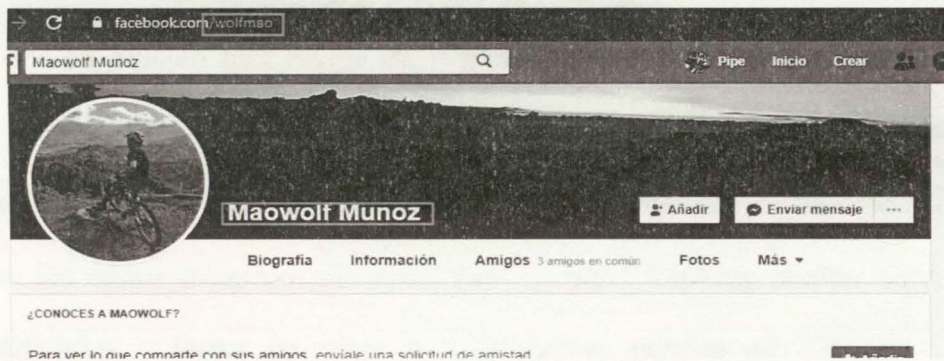 facebook.com/wolfmao
Maowolf Munoz
Pipe Inicio Crear
Maowolf Munoz
Añadir Enviar mensaje ...
Biografía Información Amigos 3 amigos en común Fotos Más
¿CONOCES A MAOWOLF?
Para ver lo que comparte con sus amigos, envíale una solicitud de amistad